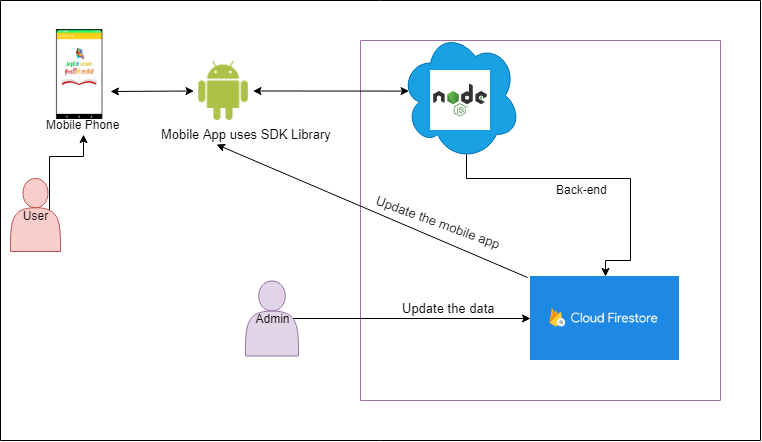 Mobile Phone
Mobile App uses SDK Library
node
JS
Back-end
User
Update the mobile app
Admin
Update the data
Cloud Firestore